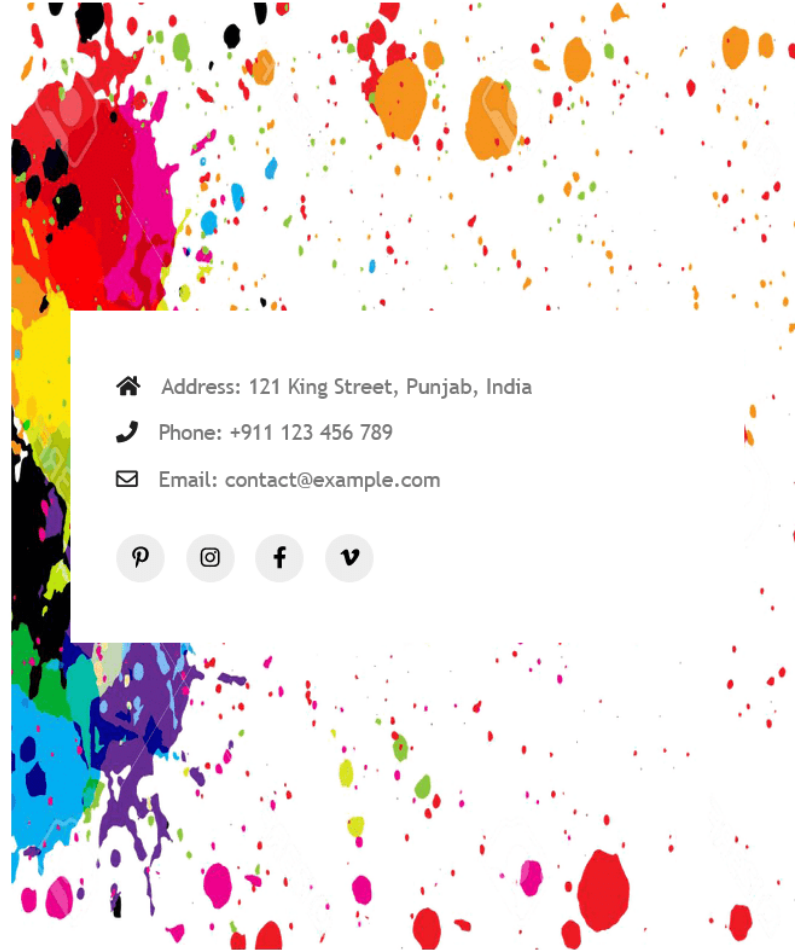 Address: 121 King Street, Punjab, India
Phone: +911 123 456 789
Email: contact@example.com